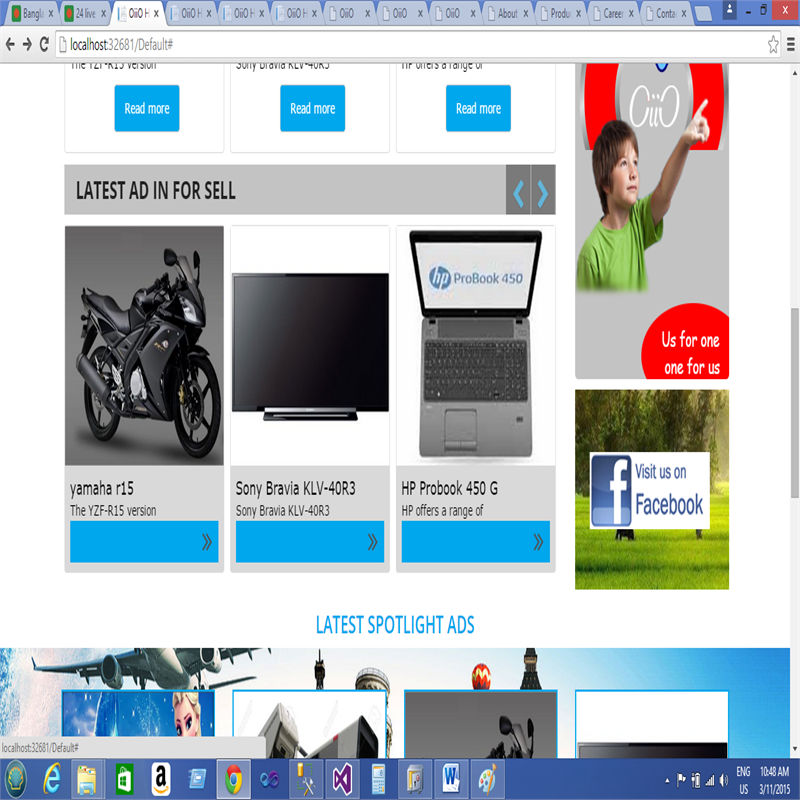 Bangla
24 live
OiiO H
OiiO H
OiiO H
OiiO H
OiiO
OiiO
OiiO
About
Produ
Career
Conta
localhost:32681/Default#
The YZF-R15 version
Sony Bravia KLV-40R3
HP offers a range of
Read more
Read more
Read more
OiiO
LATEST AD IN FOR SELL
hp ProBook 450
Us for one
one for us
yamaha r15
Sony Bravia KLV-40R3
HP Probook 450 G
The YZF-R15 version
Sony Bravia KLV-40R3
HP offers a range of
f Visit us on
Facebook
LATEST SPOTLIGHT ADS
localhost:32681/Default#
ENG
US
10:48 AM
3/11/2015